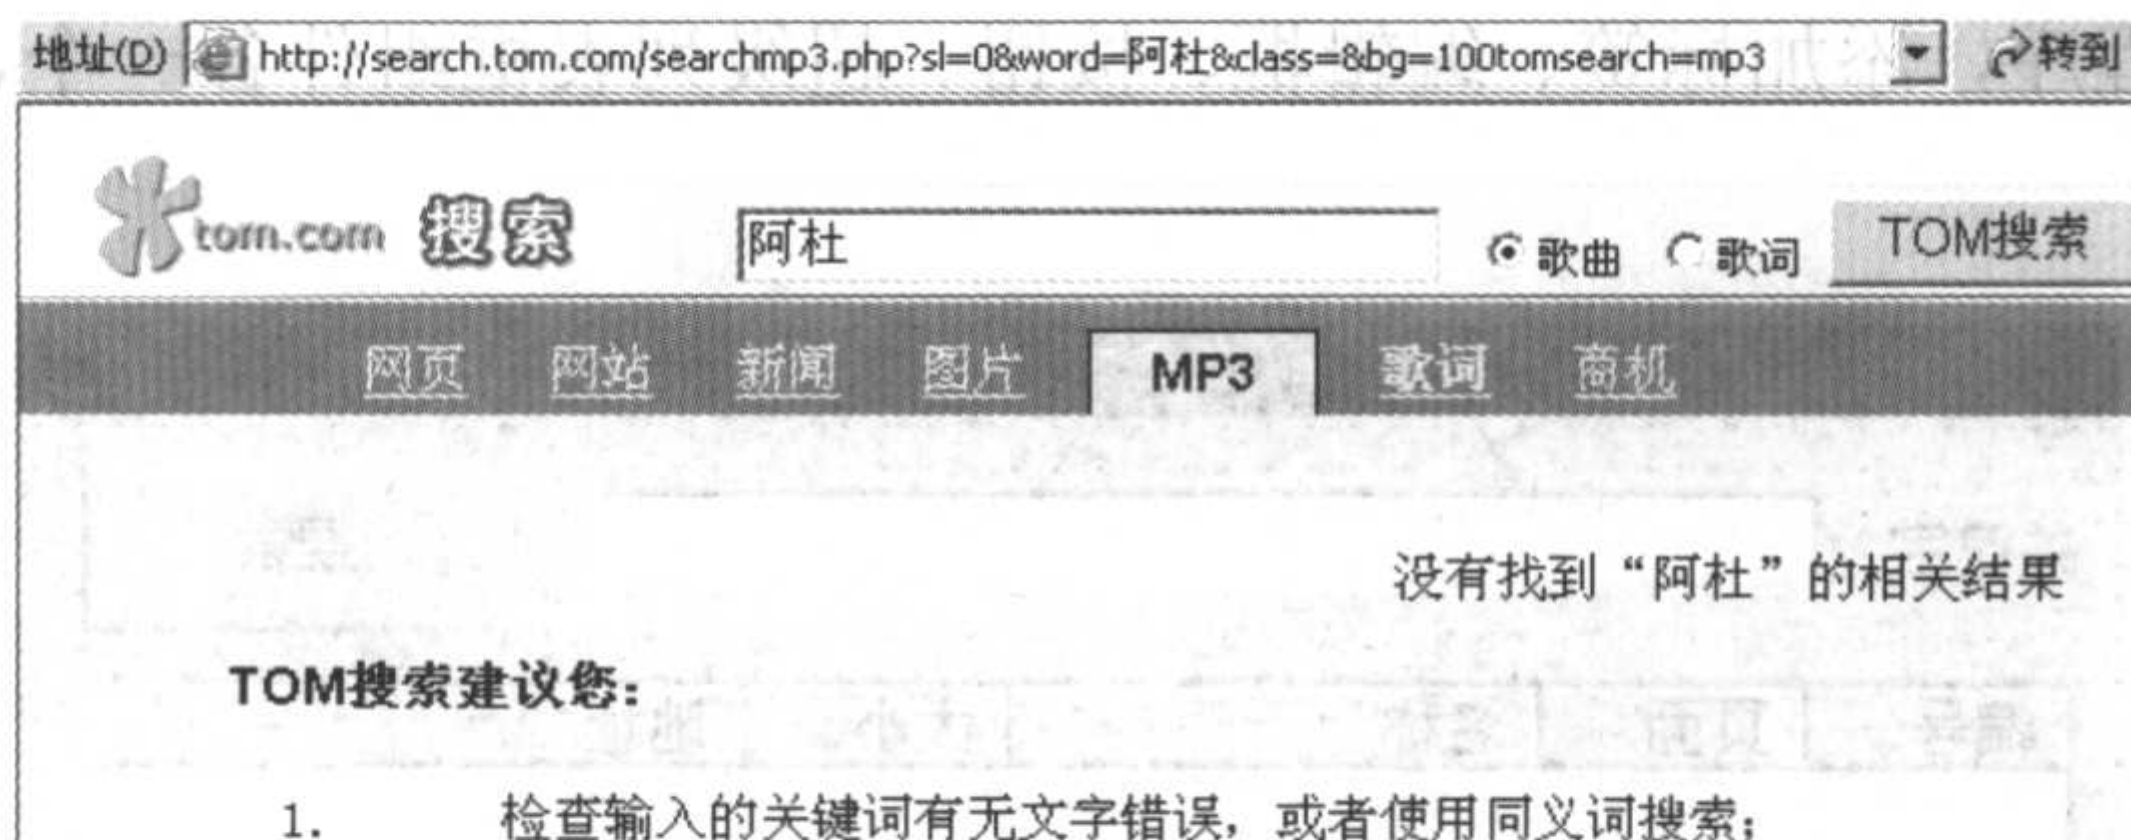 地址(D) http://search.tom.com/searchmp3.php?sl=0&word=阿杜&class=&bg=100tomsearch=mp3 转到
tom.com 搜索 阿杜 歌曲 歌词 TOM搜索
网页 网站 新闻 图片 MP3 歌词 商机
没有找到“阿杜”的相关结果
TOM搜索建议您：
1. 检查输入的关键词有无文字错误，或者使用同义词搜索；